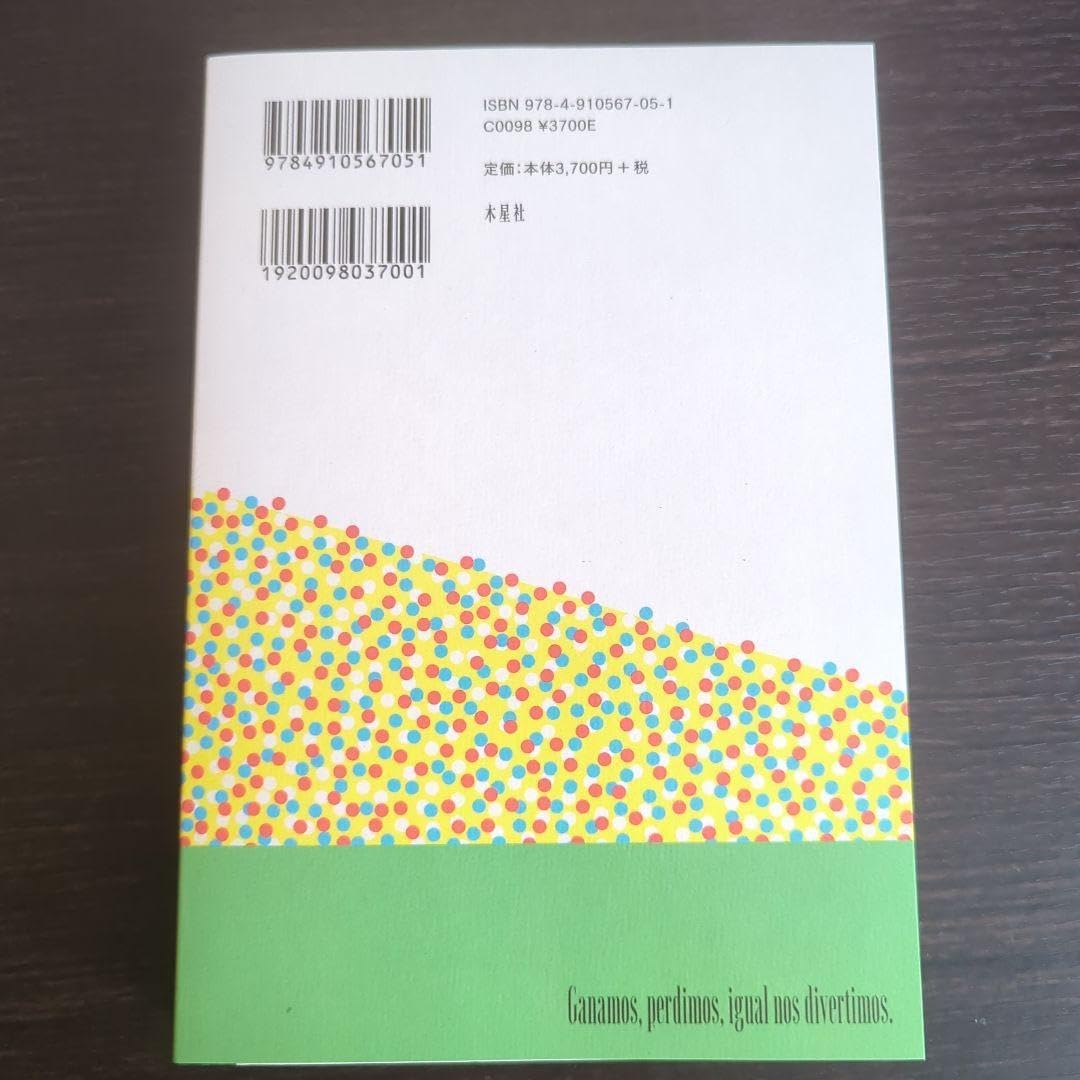 9784910567051
1920098037001
ISBN 978-4-910567-05-1
C0098 ¥3700E
定価:本体3,700円+税
木星社
Ganamos, perdimos, igual nos divertimos.